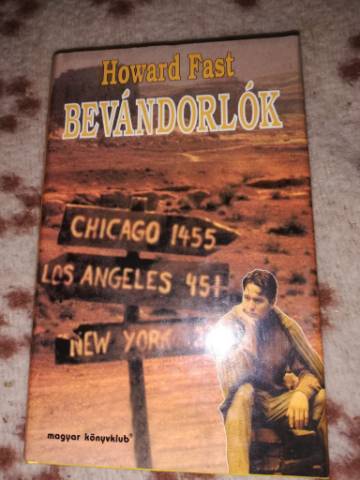 Howard Fast
BEVÁNDORLÓK
CHICAGO 1455
LOS ANGELES 451
NEW YORK
magyar könyvklub®